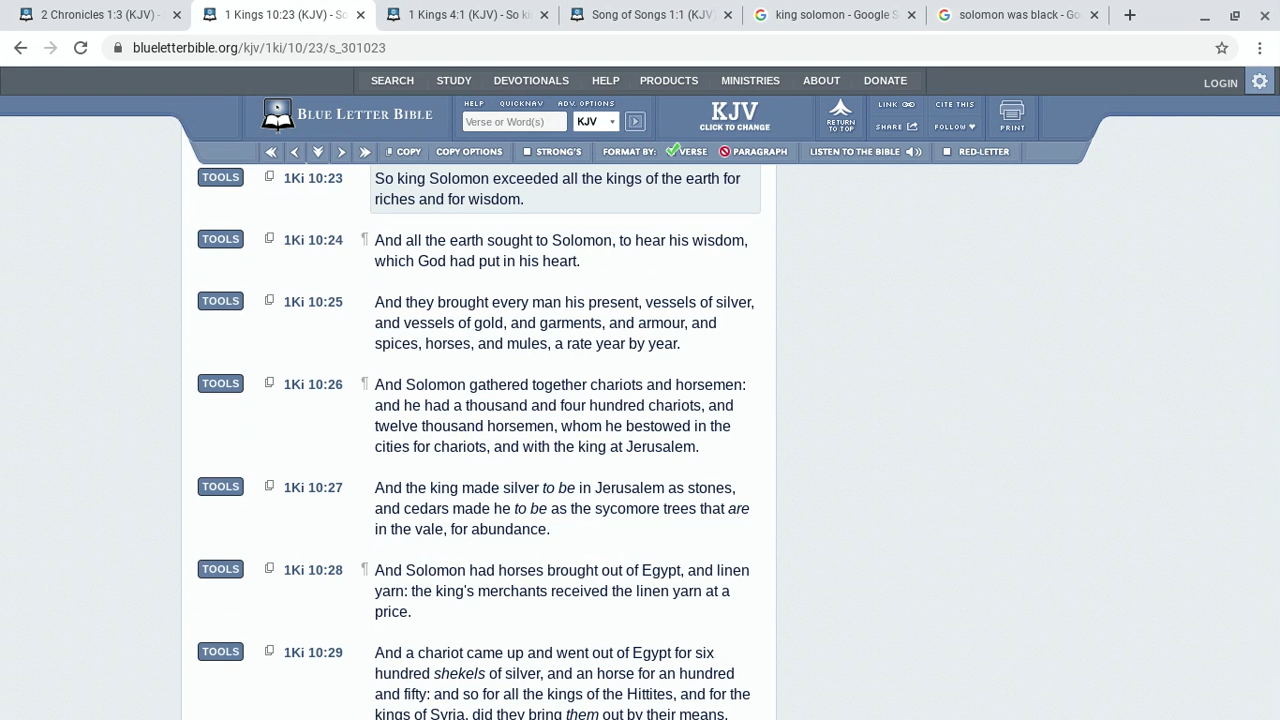 2 Chronicles 1:3 (KJV) -
1 Kings 10:23 (KJV) - So
1 Kings 4:1 (KJV) - So ki
Song of Songs 1:1 (KJV)
king solomon - Google S
solomon was black - Go
blueletterbible.org/kjv/1ki/10/23/s_301023
SEARCH STUDY DEVOTIONALS HELP PRODUCTS MINISTRIES ABOUT DONATE
LOGIN
BLUE LETTER BIBLE
HELP QUICKNAV ADV. OPTIONS
Verse or Word(s) KJV
KJV
CLICK TO CHANGE
RETURN
TO TOP
LINK CITE THIS
SHARE FOLLOW
PRINT
COPY COPY OPTIONS STRONG'S FORMAT BY: VERSE PARAGRAPH LISTEN TO THE BIBLE RED-LETTER
TOOLS 1Ki 10:23 So king Solomon exceeded all the kings of the earth for
riches and for wisdom.
TOOLS 1Ki 10:24 ¶ And all the earth sought to Solomon, to hear his wisdom,
which God had put in his heart.
TOOLS 1Ki 10:25 And they brought every man his present, vessels of silver,
and vessels of gold, and garments, and armour, and
spices, horses, and mules, a rate year by year.
TOOLS 1Ki 10:26 ¶ And Solomon gathered together chariots and horsemen:
and he had a thousand and four hundred chariots, and
twelve thousand horsemen, whom he bestowed in the
cities for chariots, and with the king at Jerusalem.
TOOLS 1Ki 10:27 And the king made silver to be in Jerusalem as stones,
and cedars made he to be as the sycomore trees that are
in the vale, for abundance.
TOOLS 1Ki 10:28 ¶ And Solomon had horses brought out of Egypt, and linen
yarn: the king's merchants received the linen yarn at a
price.
TOOLS 1Ki 10:29 And a chariot came up and went out of Egypt for six
hundred shekels of silver, and an horse for an hundred
and fifty: and so for all the kings of the Hittites, and for the
kings of Syria, did they bring them out by their means.